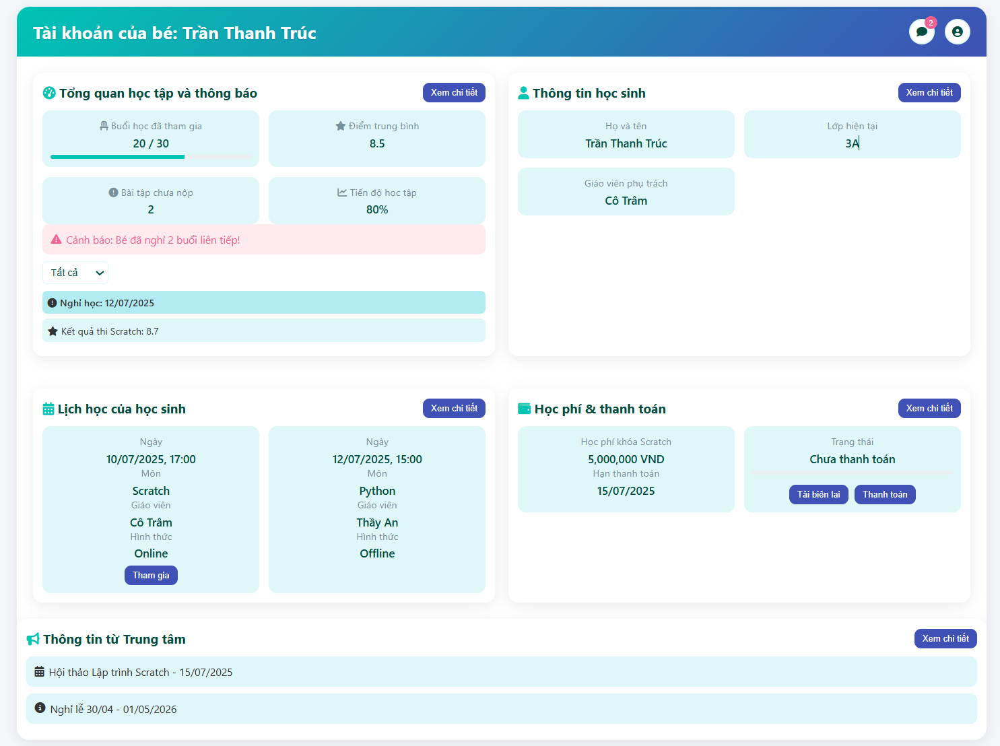 Tài khoản của bé: Trần Thanh Trúc
2
Tổng quan học tập và thông báo
Xem chi tiết
Buổi học đã tham gia
20 / 30
Điểm trung bình
8.5
Bài tập chưa nộp
2
Tiến độ học tập
80%
Cảnh báo: Bé đã nghỉ 2 buổi liên tiếp!
Tất cả
Nghỉ học: 12/07/2025
Kết quả thi Scratch: 8.7
Thông tin học sinh
Xem chi tiết
Họ và tên
Trần Thanh Trúc
Lớp hiện tại
3A
Giáo viên phụ trách
Cô Trâm
Lịch học của học sinh
Xem chi tiết
Ngày
10/07/2025, 17:00
Môn
Scratch
Giáo viên
Cô Trâm
Hình thức
Online
Tham gia
Ngày
12/07/2025, 15:00
Môn
Python
Giáo viên
Thầy An
Hình thức
Offline
Học phí & thanh toán
Xem chi tiết
Học phí khóa Scratch
5,000,000 VND
Hạn thanh toán
15/07/2025
Trạng thái
Chưa thanh toán
Tải biên lai
Thanh toán
Thông tin từ Trung tâm
Xem chi tiết
Hội thảo Lập trình Scratch - 15/07/2025
Nghỉ lễ 30/04 - 01/05/2026